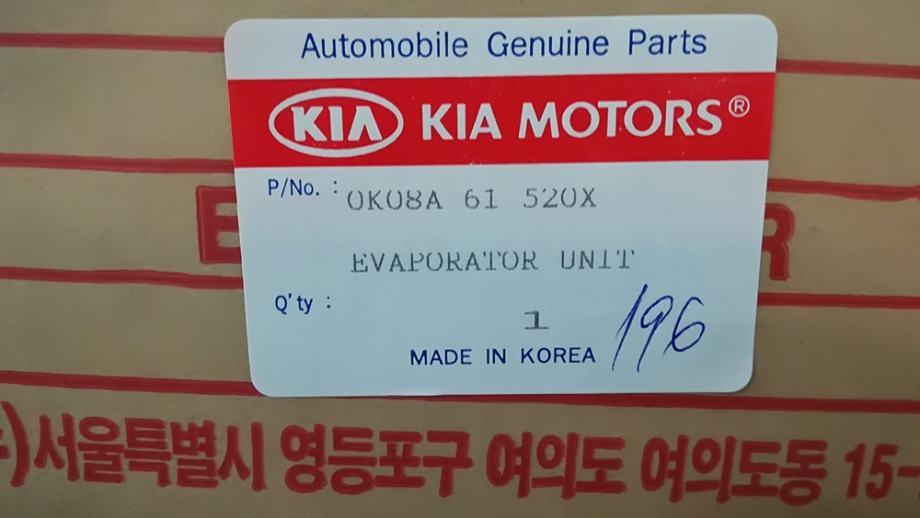 Automobile Genuine Parts
KIA KIA MOTORS®
P/No. : 0K08A 61 520X
EVAPORATOR UNIT
Q'ty : 1
196
MADE IN KOREA
)서울특별시 영등포구 여의도 여의도동 15-